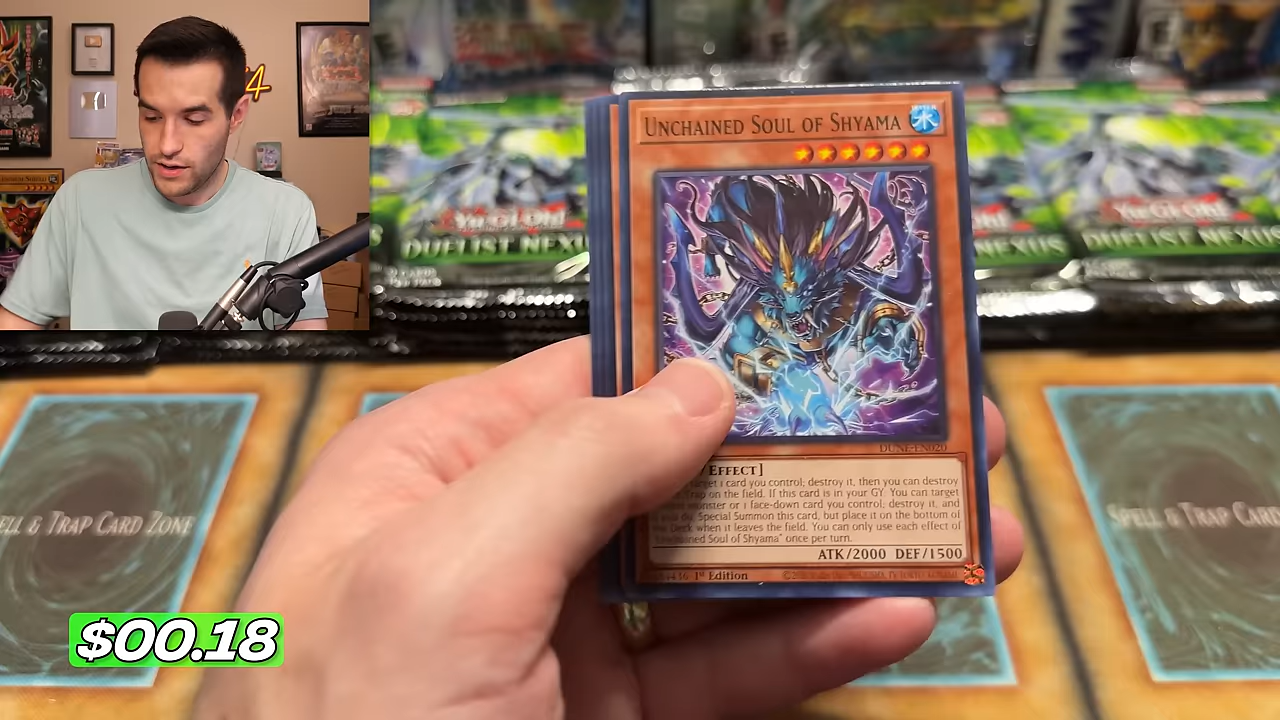 4
Yu-Gi-Oh!
DUELIST NEXUS
NEXUS
Yu-Gi-Oh!
DUELIST NEXUS
UNCHAINED SOUL OF SHYAMA
水
DUNE-EN020
EFFECT]
target 1 card you control; destroy it, then you can destroy
Trap on the field. If this card is in your GY: You can target
monster or 1 face-down card you control; destroy it, and
you do, Special Summon this card, but place it on the bottom of
Deck when it leaves the field. You can only use each effect of
"Unchained Soul of Shyama" once per turn.
ATK/2000 DEF/1500
1st Edition
SPELL & TRAP CARD ZONE
SPELL & TRAP CARD
$00.18